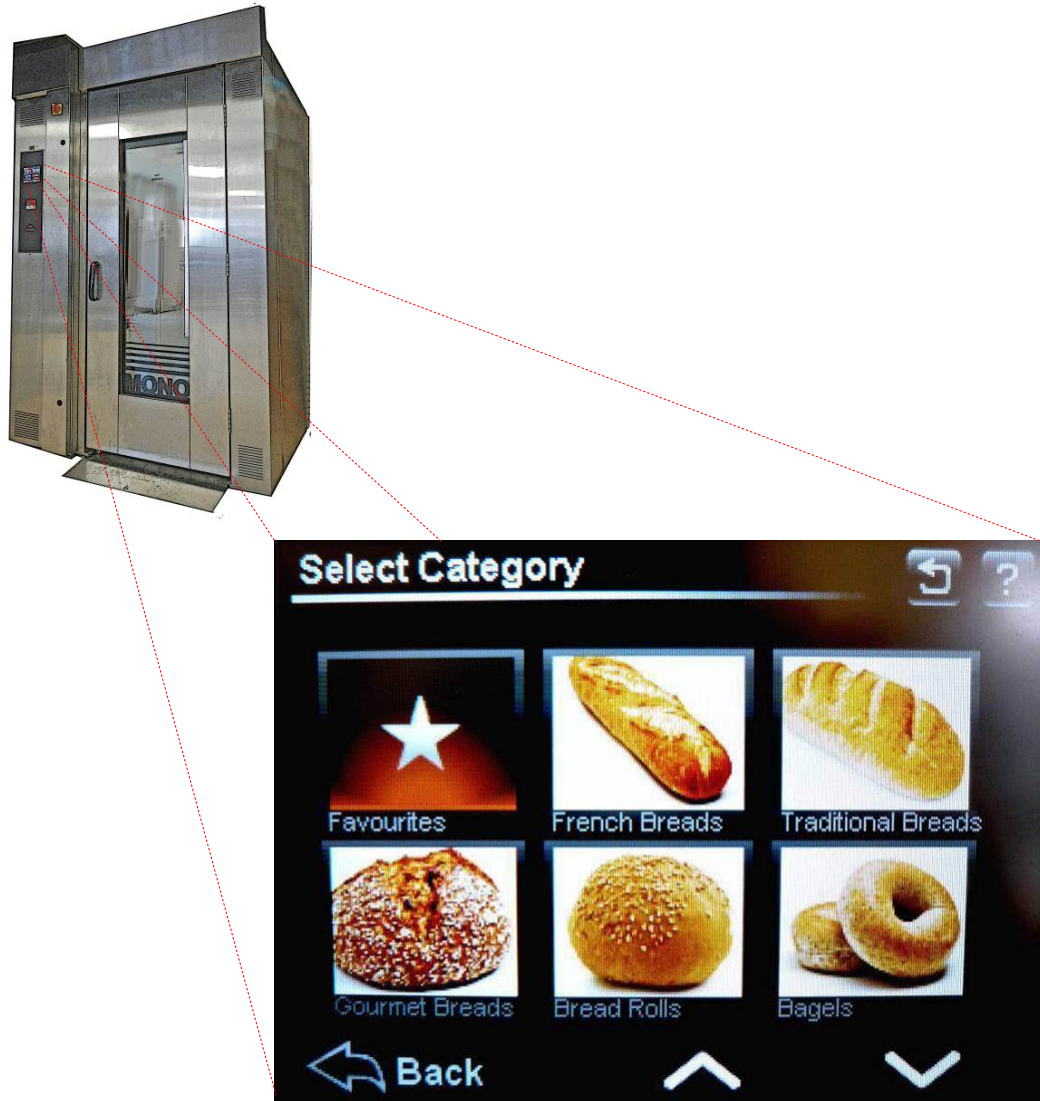 MONO
Select Category
?
Favourites
French Breads
Traditional Breads
Gourmet Breads
Bread Rolls
Bagels
Back